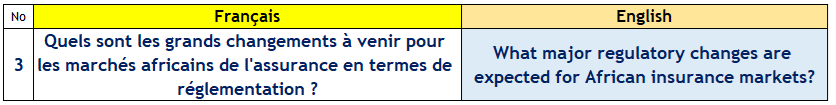 No Français English
3 Quels sont les grands changements à venir pour
les marchés africains de l'assurance en termes de
réglementation ?
What major regulatory changes are
expected for African insurance markets?